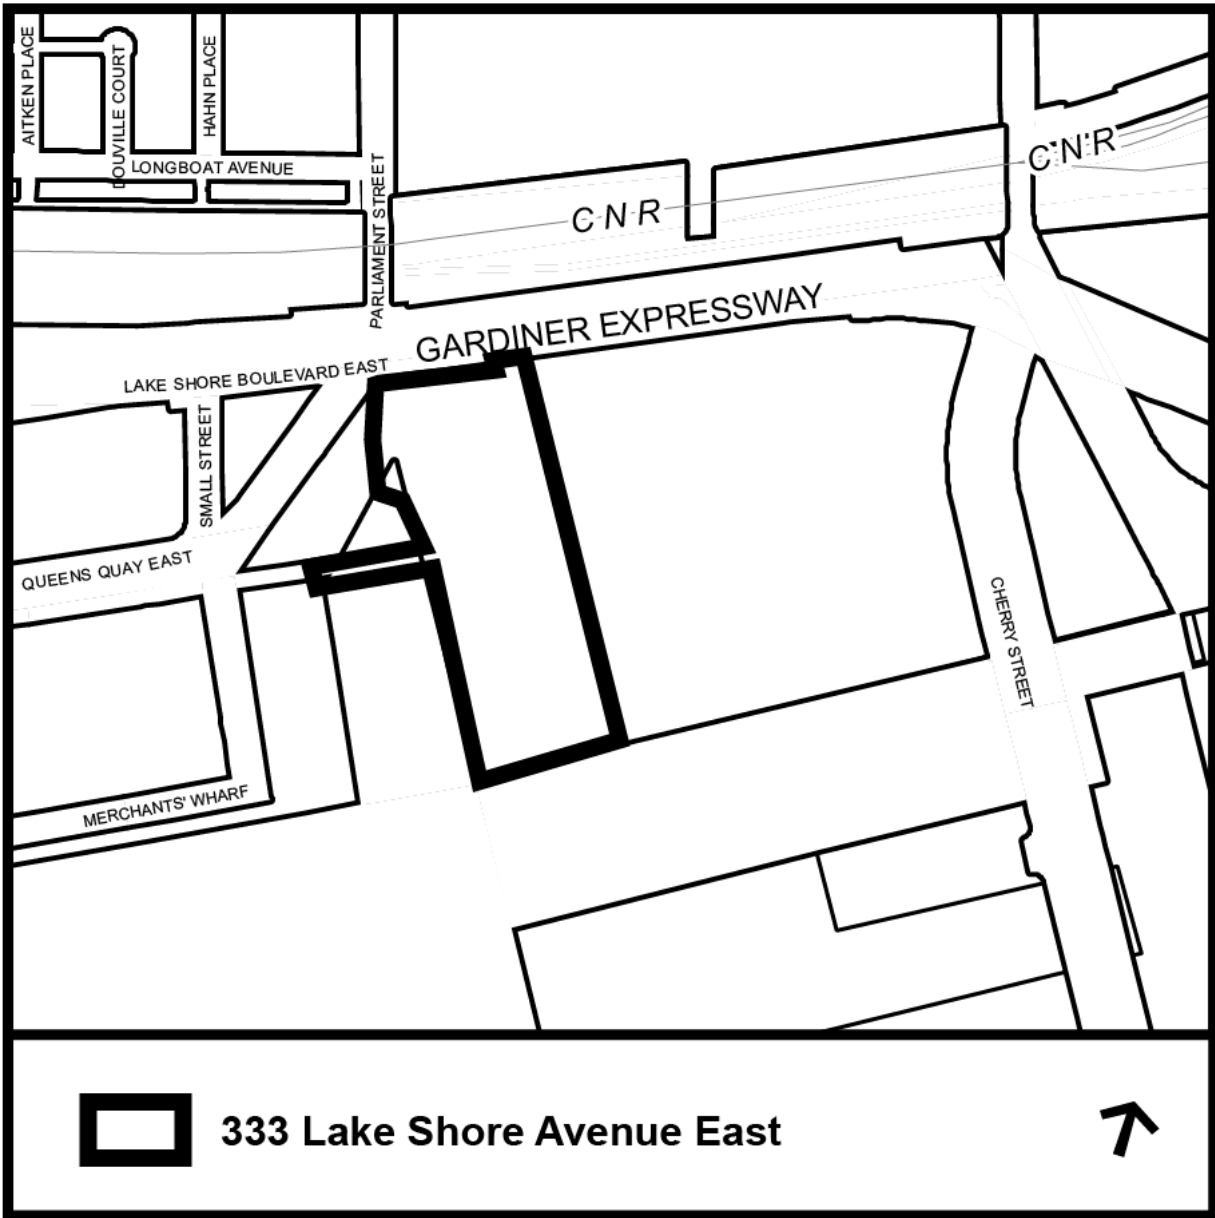 AITKEN PLACE
DOUVILLE COURT
HAHN PLACE
LONGBOAT AVENUE
PARLIAMENT STREET
C N R
C N R
GARDINER EXPRESSWAY
LAKE SHORE BOULEVARD EAST
SMALL STREET
QUEENS QUAY EAST
CHERRY STREET
MERCHANTS' WHARF
333 Lake Shore Avenue East